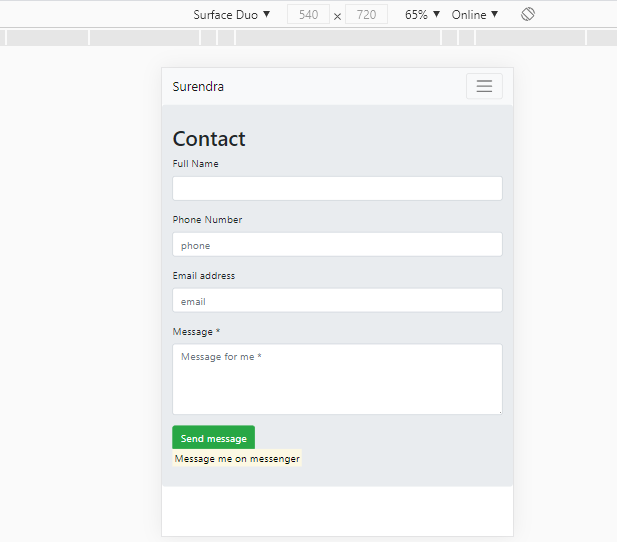 Surface Duo ▼ 540 × 720 65% ▼ Online ▼
Surendra
Contact
Full Name
Phone Number
phone
Email address
email
Message *
Message for me *
Send message
Message me on messenger